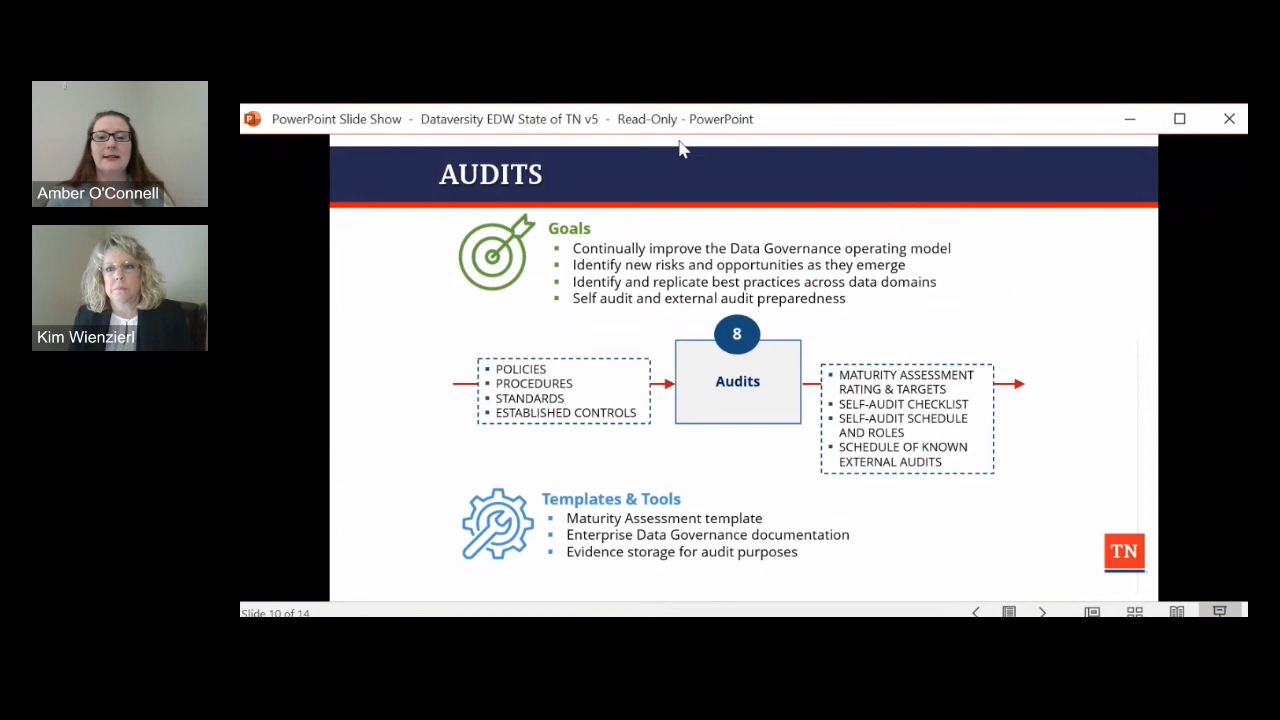 Amber O'Connell
Kim Wienzierl
PowerPoint Slide Show - Dataversity EDW State of TN v5 - Read-Only - PowerPoint
AUDITS
Goals
Continually improve the Data Governance operating model
Identify new risks and opportunities as they emerge
Identify and replicate best practices across data domains
Self audit and external audit preparedness
POLICIES
PROCEDURES
STANDARDS
ESTABLISHED CONTROLS
8
Audits
MATURITY ASSESSMENT
RATING & TARGETS
SELF-AUDIT CHECKLIST
SELF-AUDIT SCHEDULE
AND ROLES
SCHEDULE OF KNOWN
EXTERNAL AUDITS
Templates & Tools
Maturity Assessment template
Enterprise Data Governance documentation
Evidence storage for audit purposes
TN
Slide 10 of 14